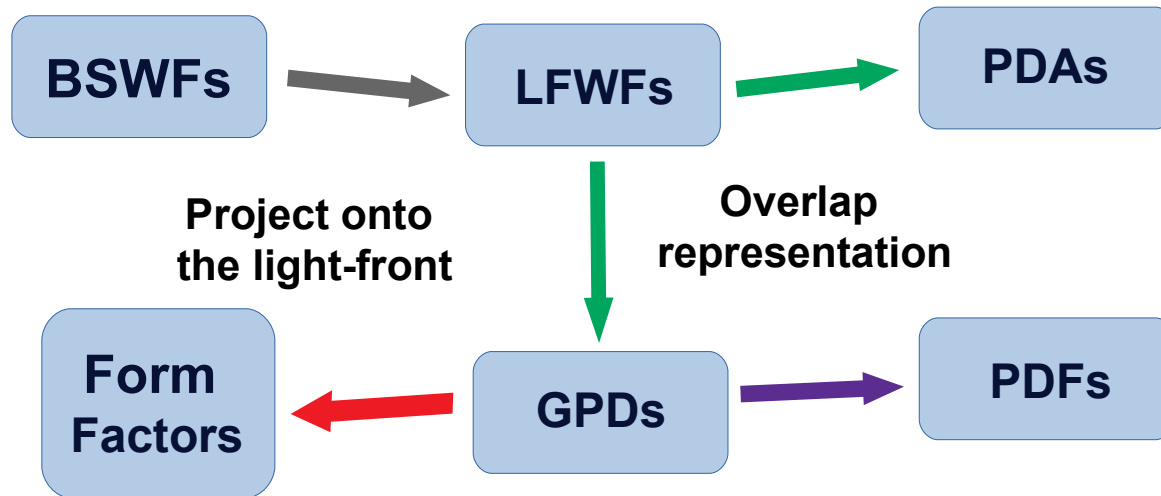 BSWFs
LFWFs
PDAs
Project onto
the light-front
Overlap
representation
Form
Factors
GPDs
PDFs